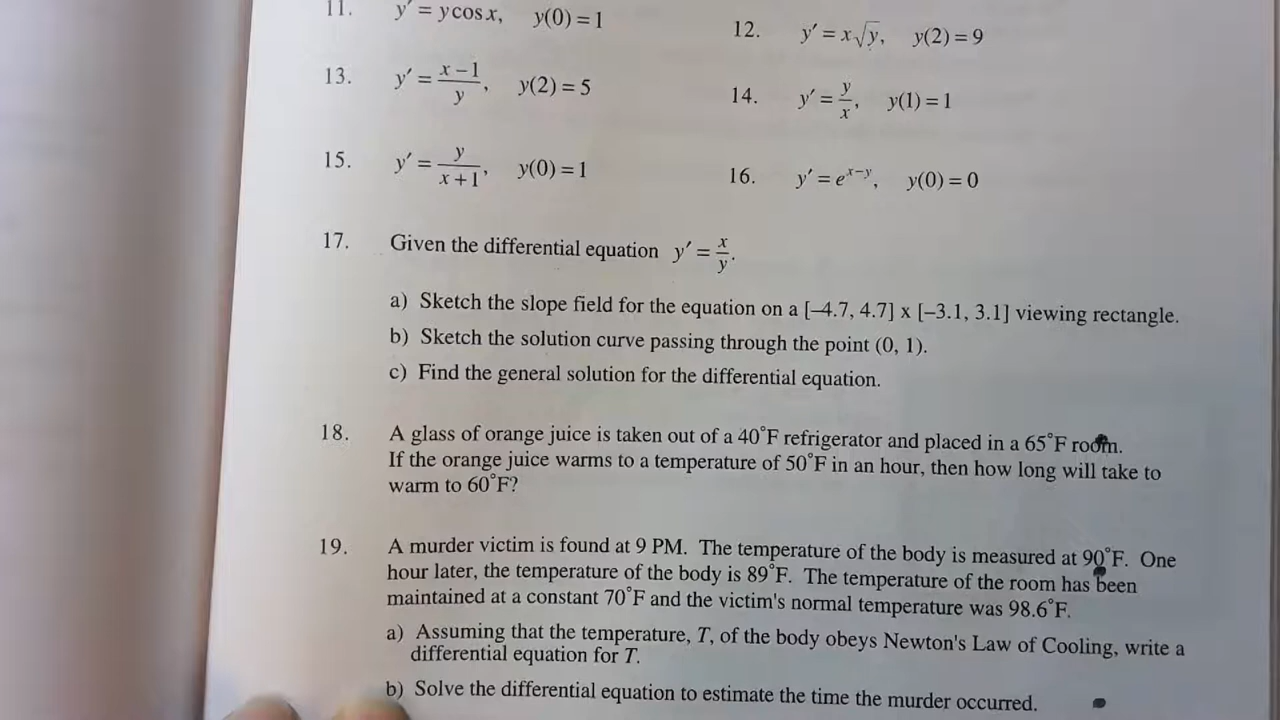 11. y' = y cos x, y(0) = 1
12. y' = x√y, y(2) = 9
13. y' = (x – 1)/y, y(2) = 5
14. y' = y/x, y(1) = 1
15. y' = y/(x + 1), y(0) = 1
16. y' = e^(x–y), y(0) = 0
17. Given the differential equation y' = x/y.
a) Sketch the slope field for the equation on a [–4.7, 4.7] x [–3.1, 3.1] viewing rectangle.
b) Sketch the solution curve passing through the point (0, 1).
c) Find the general solution for the differential equation.
18. A glass of orange juice is taken out of a 40°F refrigerator and placed in a 65°F room.
If the orange juice warms to a temperature of 50°F in an hour, then how long will take to
warm to 60°F?
19. A murder victim is found at 9 PM. The temperature of the body is measured at 90°F. One
hour later, the temperature of the body is 89°F. The temperature of the room has been
maintained at a constant 70°F and the victim's normal temperature was 98.6°F.
a) Assuming that the temperature, T, of the body obeys Newton's Law of Cooling, write a
differential equation for T.
b) Solve the differential equation to estimate the time the murder occurred.